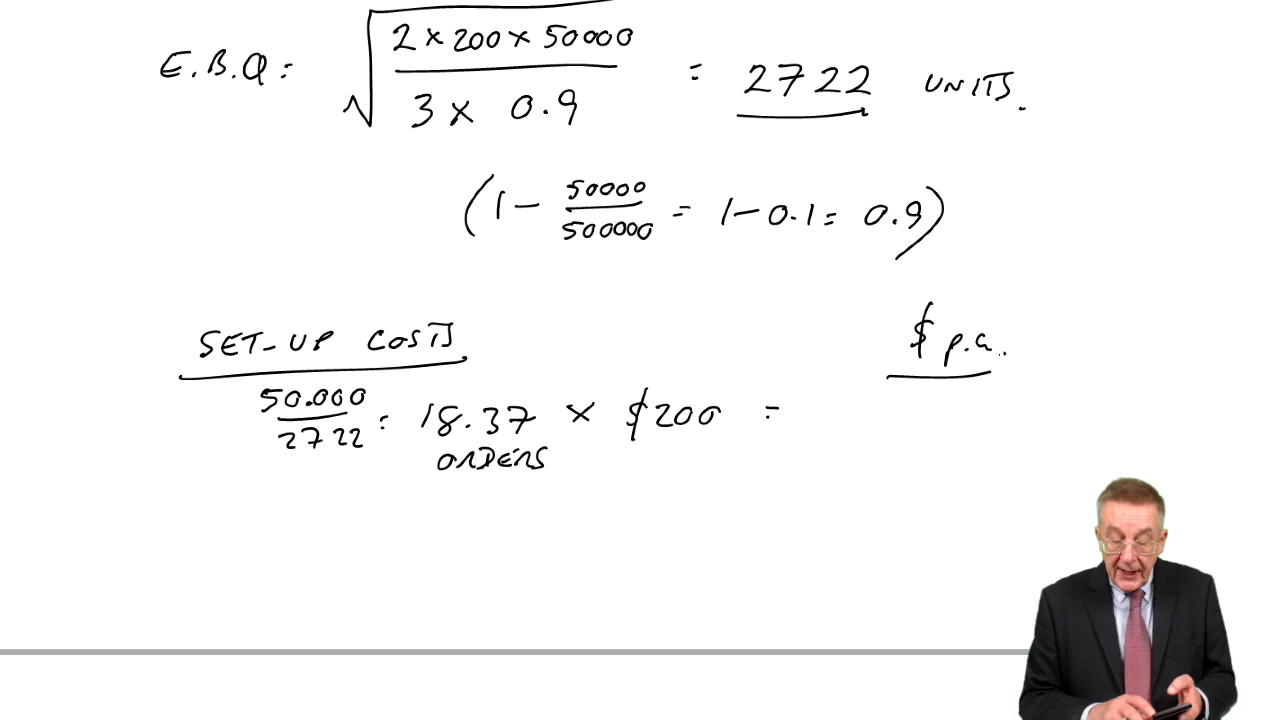 E.B.Q = √ 2 × 200 × 50000 / 3 × 0.9 = 2722 UNITS.
(1 - 50000 / 500000 = 1 - 0.1 = 0.9)
SET-UP COSTS $ p.a.
50.000 / 2722 = 18.37 × $200 =
ORDERS